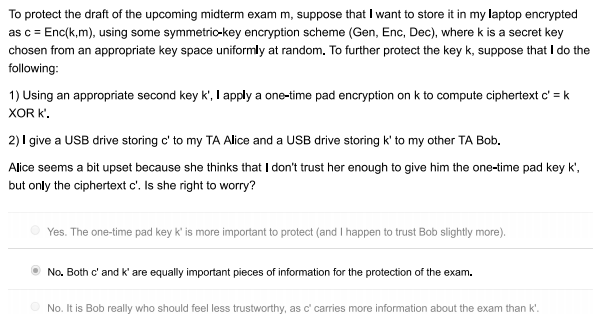 To protect the draft of the upcoming midterm exam m, suppose that I want to store it in my laptop encrypted
as c = Enc(k,m), using some symmetric-key encryption scheme (Gen, Enc, Dec), where k is a secret key
chosen from an appropriate key space uniformly at random. To further protect the key k, suppose that I do the
following:
1) Using an appropriate second key k', I apply a one-time pad encryption on k to compute ciphertext c' = k
XOR k'.
2) I give a USB drive storing c' to my TA Alice and a USB drive storing k' to my other TA Bob.
Alice seems a bit upset because she thinks that I don't trust her enough to give him the one-time pad key k',
but only the ciphertext c'. Is she right to worry?
Yes. The one-time pad key k' is more important to protect (and I happen to trust Bob slightly more).
No. Both c' and k' are equally important pieces of information for the protection of the exam.
No. It is Bob really who should feel less trustworthy, as c' carries more information about the exam than k'.